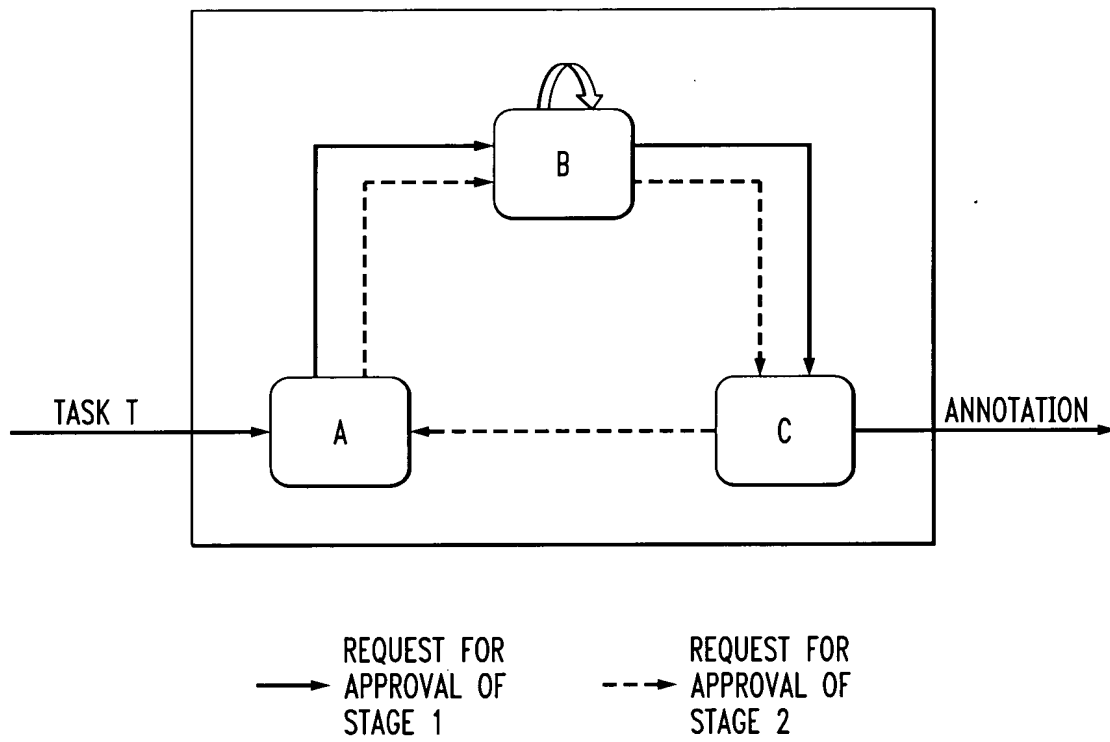 B
TASK T
A
C
ANNOTATION
REQUEST FOR
APPROVAL OF
STAGE 1
REQUEST FOR
APPROVAL OF
STAGE 2